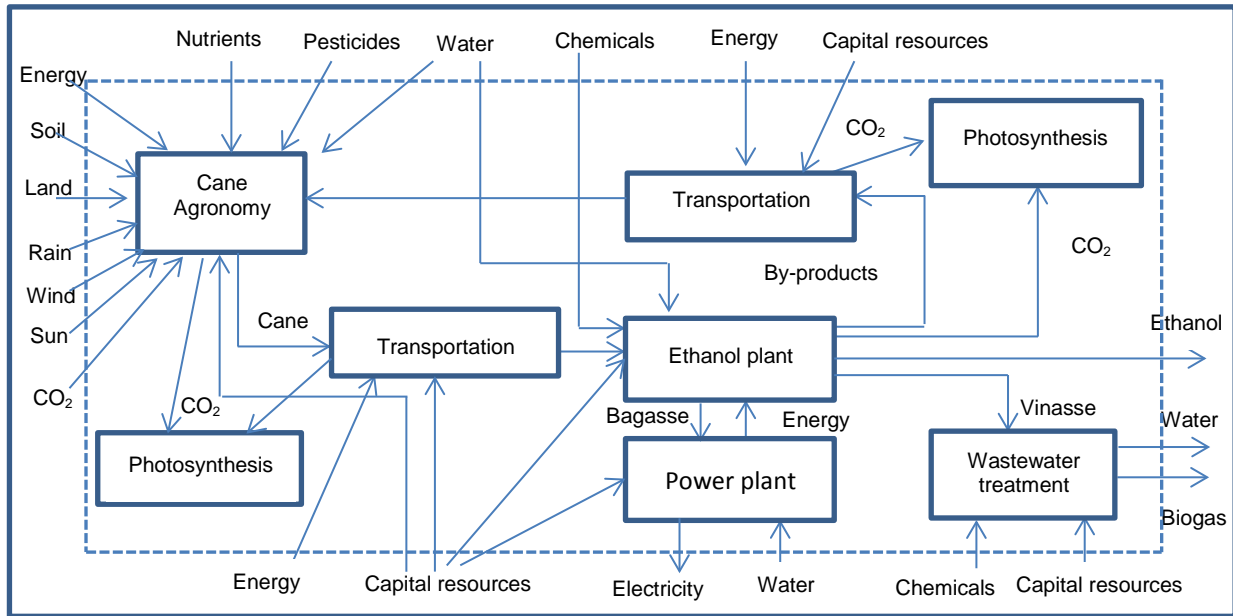 Nutrients
Pesticides
Water
Chemicals
Energy
Capital resources
Energy
Soil
Land
Rain
Wind
Sun
CO₂
Cane
Agronomy
Transportation
CO₂
Photosynthesis
CO₂
By-products
Cane
Transportation
Ethanol plant
Ethanol
CO₂
Photosynthesis
Bagasse
Energy
Vinasse
Power plant
Wastewater
treatment
Water
Biogas
Energy
Capital resources
Electricity
Water
Chemicals
Capital resources